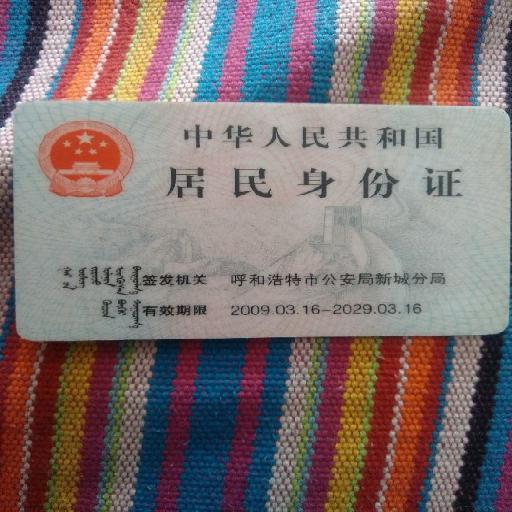 中华人民共和国
居民身份证
签发机关 呼和浩特市公安局新城分局
有效期限 2009.03.16-2029.03.16